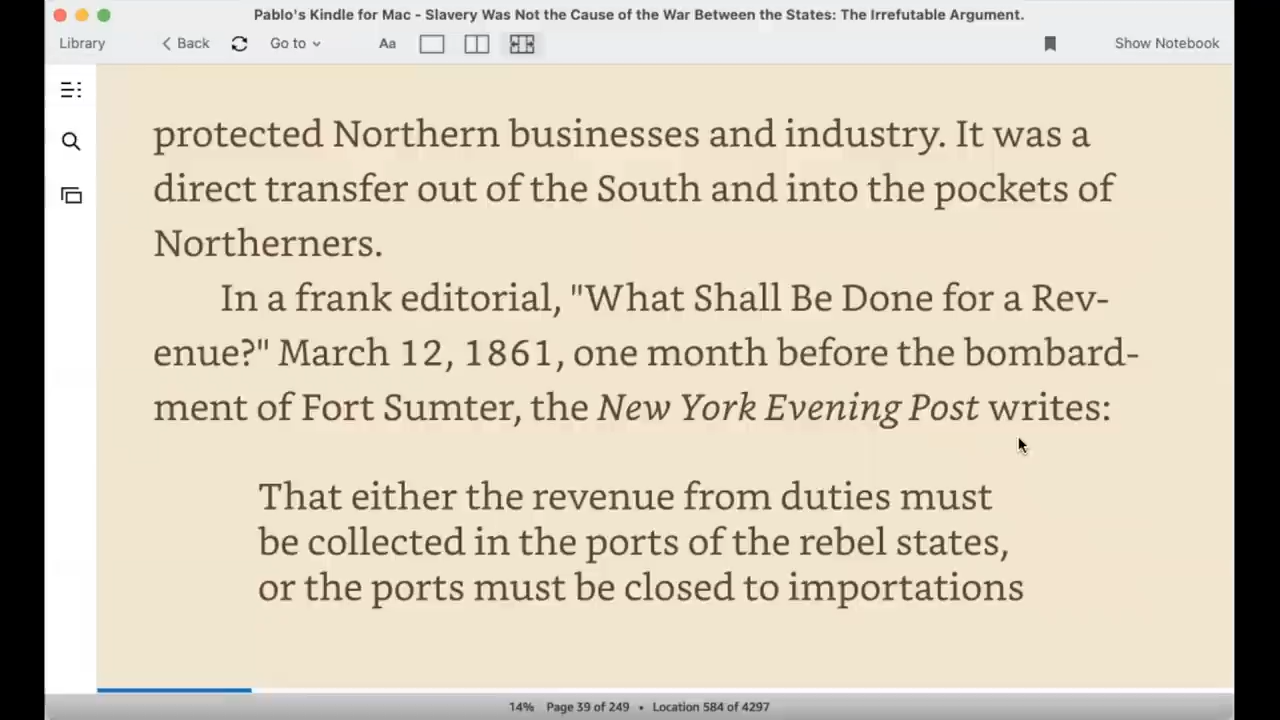 Pablo's Kindle for Mac - Slavery Was Not the Cause of the War Between the States: The Irrefutable Argument.
Library Back Go to Aa Show Notebook
protected Northern businesses and industry. It was a
direct transfer out of the South and into the pockets of
Northerners.
In a frank editorial, "What Shall Be Done for a Rev-
enue?" March 12, 1861, one month before the bombard-
ment of Fort Sumter, the New York Evening Post writes:
That either the revenue from duties must
be collected in the ports of the rebel states,
or the ports must be closed to importations
14% Page 39 of 249 • Location 584 of 4297